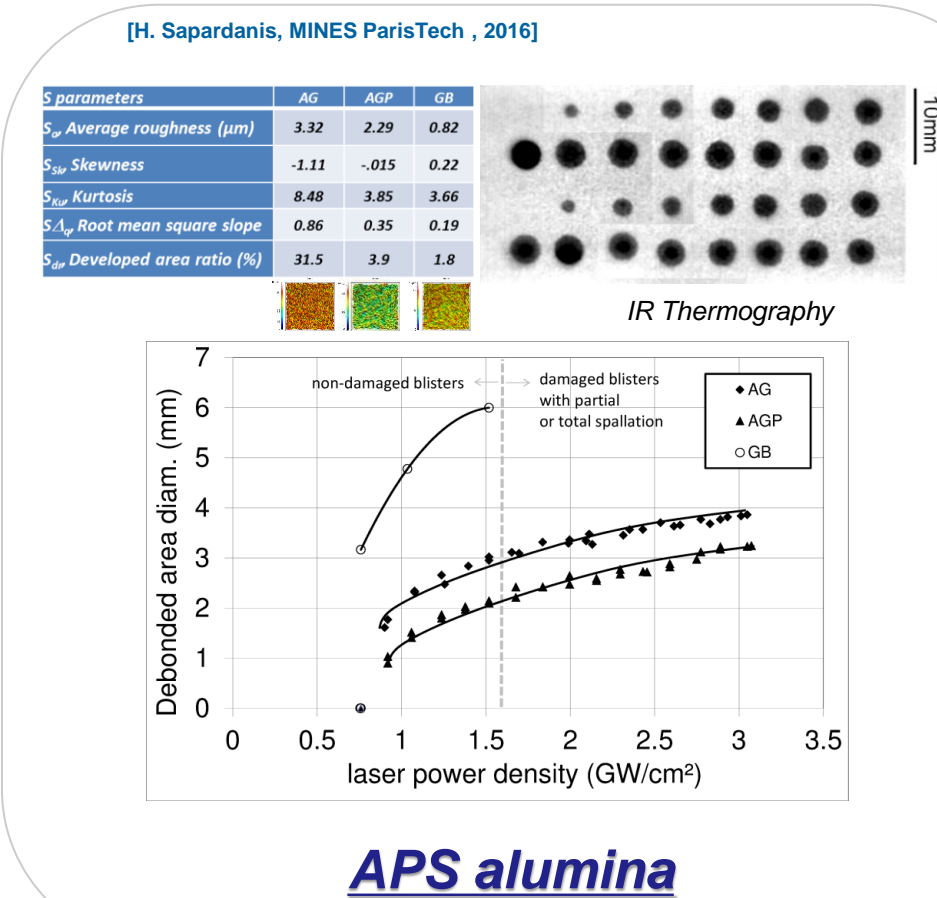 [H. Sapardanis, MINES ParisTech , 2016]
S parameters AG AGP GB
Sa, Average roughness (µm) 3.32 2.29 0.82
SSk, Skewness -1.11 -.015 0.22
SKu, Kurtosis 8.48 3.85 3.66
SΔq, Root mean square slope 0.86 0.35 0.19
Sdr, Developed area ratio (%) 31.5 3.9 1.8
10mm
IR Thermography
Debonded area diam. (mm)
7
6
5
4
3
2
1
0
non-damaged blisters
damaged blisters
with partial
or total spallation
AG
AGP
GB
0 0.5 1 1.5 2 2.5 3 3.5
laser power density (GW/cm²)
APS alumina